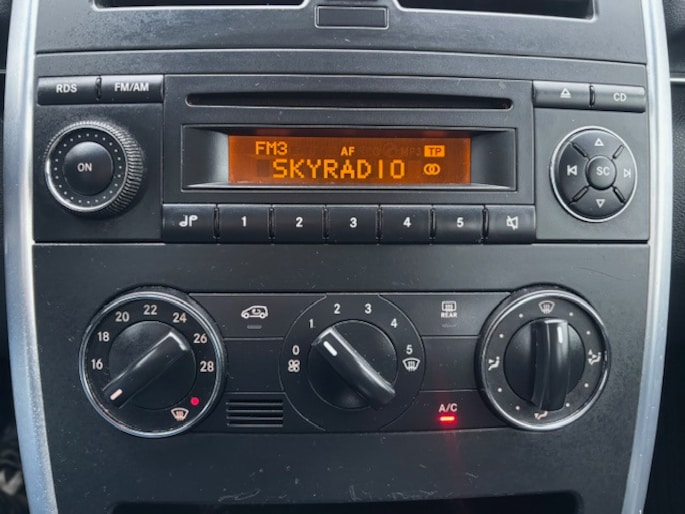 RDS FM/AM CD
FM3 AF MP3 TP
SKYRADIO
ON SC
1 2 3 4 5
16 18 20 22 24 26 28
0 1 2 3 4 5
REAR
A/C